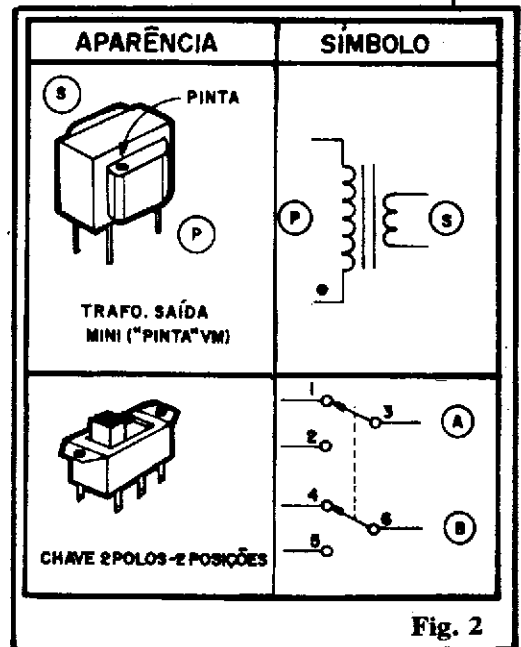 APARÊNCIA
SÍMBOLO
S
PINTA
P
TRAFO. SAÍDA
MINI ("PINTA" VM)
P
S
CHAVE 2 POLOS-2 POSIÇÕES
1
3
A
2
4
6
B
5
Fig. 2